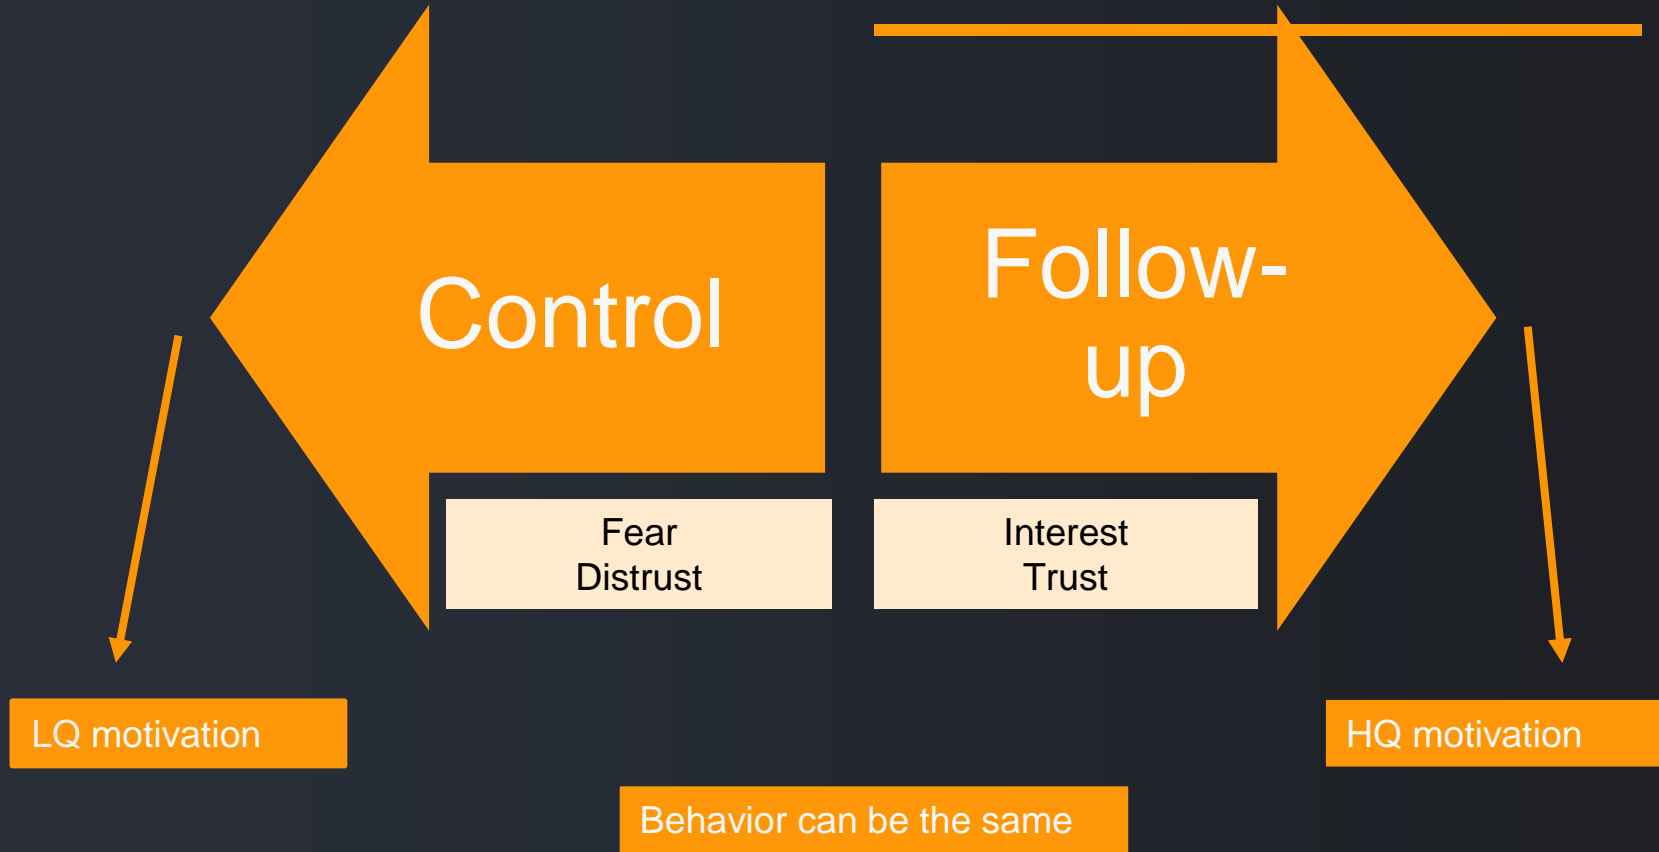 Control
Follow-
up
Fear
Distrust
Interest
Trust
LQ motivation
HQ motivation
Behavior can be the same